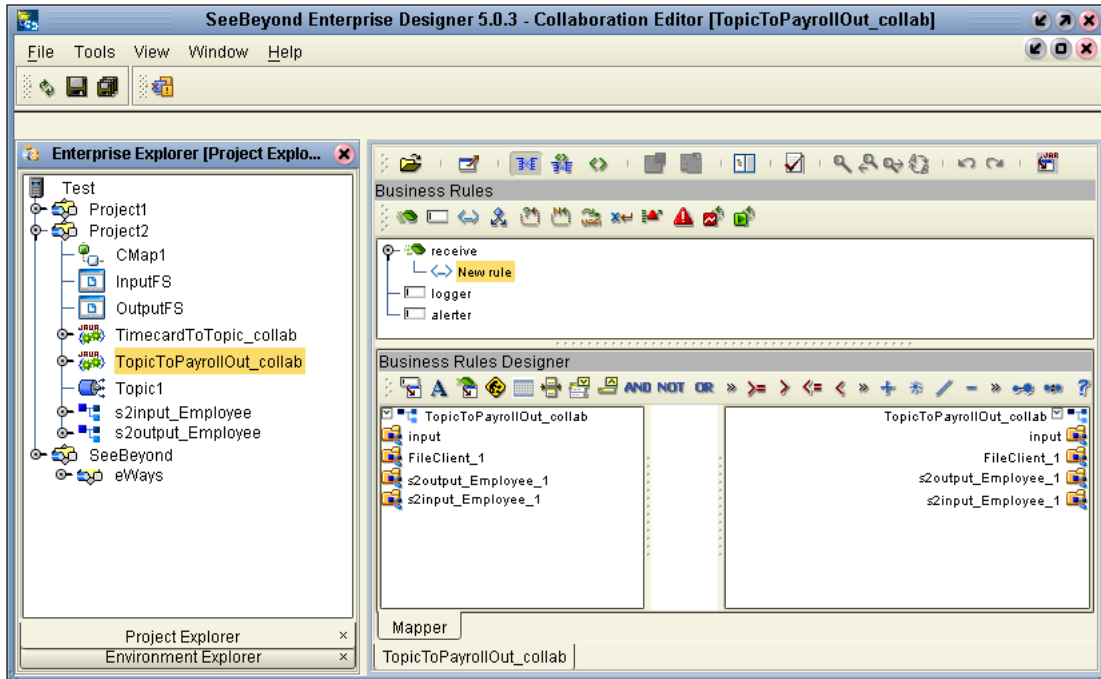 SeeBeyond Enterprise Designer 5.0.3 - Collaboration Editor [TopicToPayrollOut_collab]
File Tools View Window Help
Enterprise Explorer [Project Explo...
Test
Project1
Project2
CMap1
InputFS
OutputFS
JAVA
TimecardToTopic_collab
JAVA
TopicToPayrollOut_collab
Topic1
s2input_Employee
s2output_Employee
SeeBeyond
eWays
Project Explorer
Environment Explorer
JAR
Business Rules
receive
New rule
logger
alerter
Business Rules Designer
A AND NOT OR » >= > <= < » + * / - » ?
TopicToPayrollOut_collab
input
FileClient_1
s2output_Employee_1
s2input_Employee_1
TopicToPayrollOut_collab
input
FileClient_1
s2output_Employee_1
s2input_Employee_1
Mapper
TopicToPayrollOut_collab